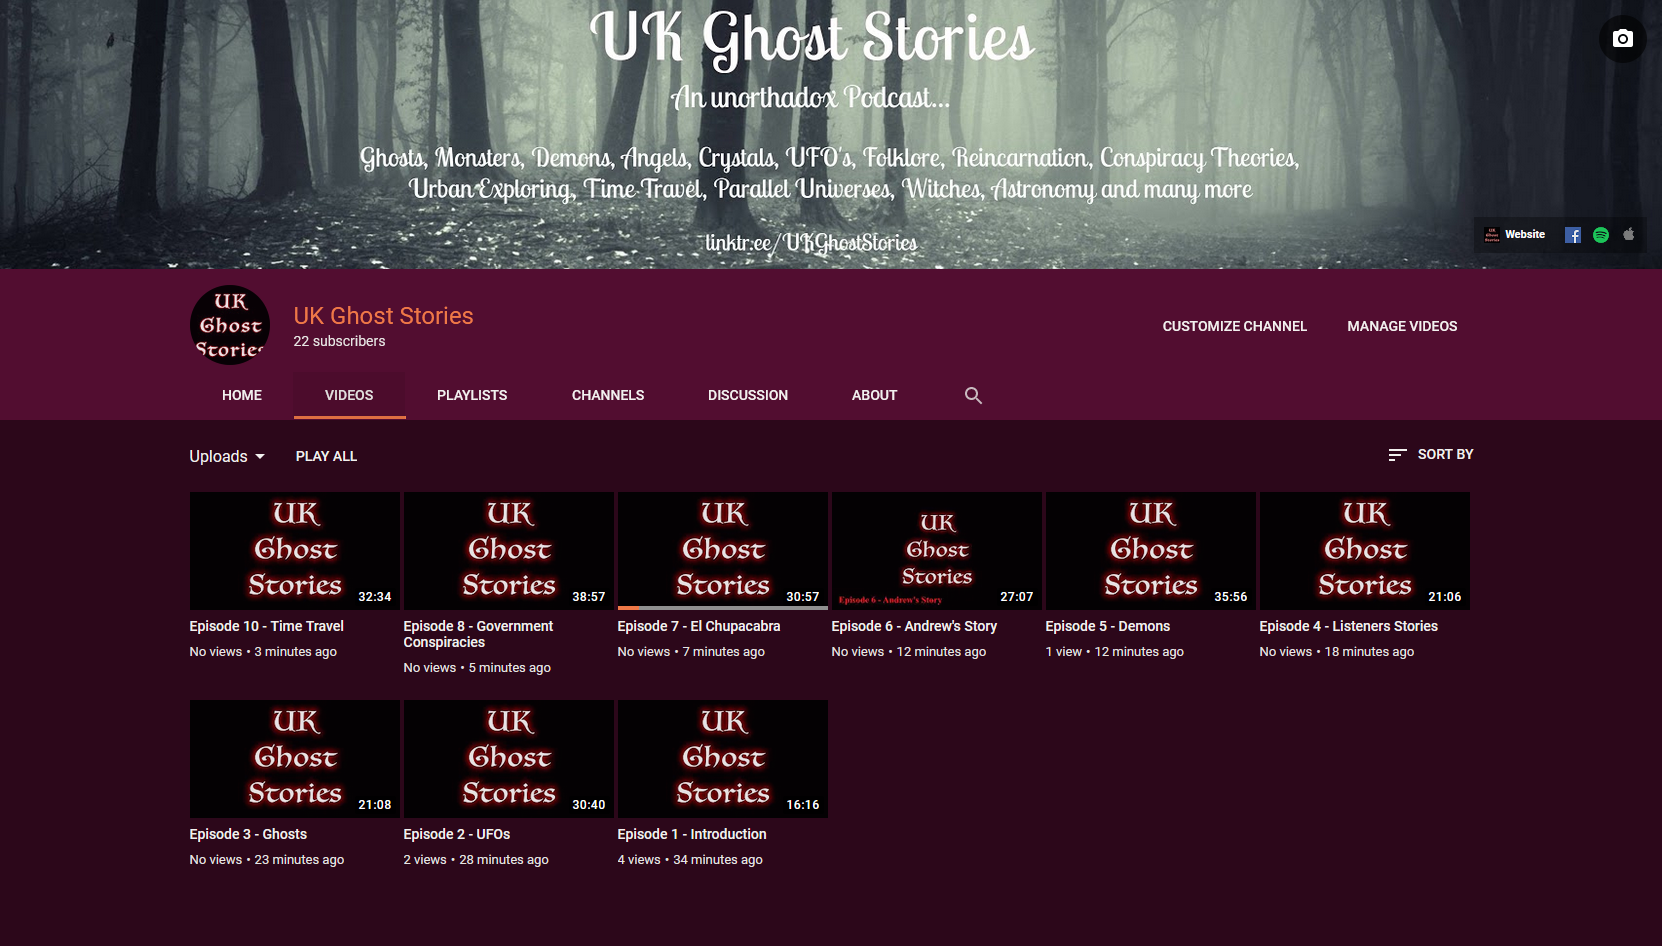 UK Ghost Stories
An unorthadox Podcast...
Ghosts, Monsters, Demons, Angels, Crystals, UFO's, Folklore, Reincarnation, Conspiracy Theories,
Urban Exploring, Time Travel, Parallel Universes, Witches, Astronomy and many more
linktr.ee/UKGhostStories
UK
Ghost
Stories
Website
UK
Ghost
Stories
UK Ghost Stories
22 subscribers
CUSTOMIZE CHANNEL
MANAGE VIDEOS
HOME
VIDEOS
PLAYLISTS
CHANNELS
DISCUSSION
ABOUT
Uploads
PLAY ALL
SORT BY
UK
Ghost
Stories
32:34
Episode 10 - Time Travel
No views • 3 minutes ago
UK
Ghost
Stories
38:57
Episode 8 - Government
Conspiracies
No views • 5 minutes ago
UK
Ghost
Stories
30:57
Episode 7 - El Chupacabra
No views • 7 minutes ago
UK
Ghost
Stories
Episode 6 - Andrew's Story
27:07
Episode 6 - Andrew's Story
No views • 12 minutes ago
UK
Ghost
Stories
35:56
Episode 5 - Demons
1 view • 12 minutes ago
UK
Ghost
Stories
21:06
Episode 4 - Listeners Stories
No views • 18 minutes ago
UK
Ghost
Stories
21:08
Episode 3 - Ghosts
No views • 23 minutes ago
UK
Ghost
Stories
30:40
Episode 2 - UFOs
2 views • 28 minutes ago
UK
Ghost
Stories
16:16
Episode 1 - Introduction
4 views • 34 minutes ago